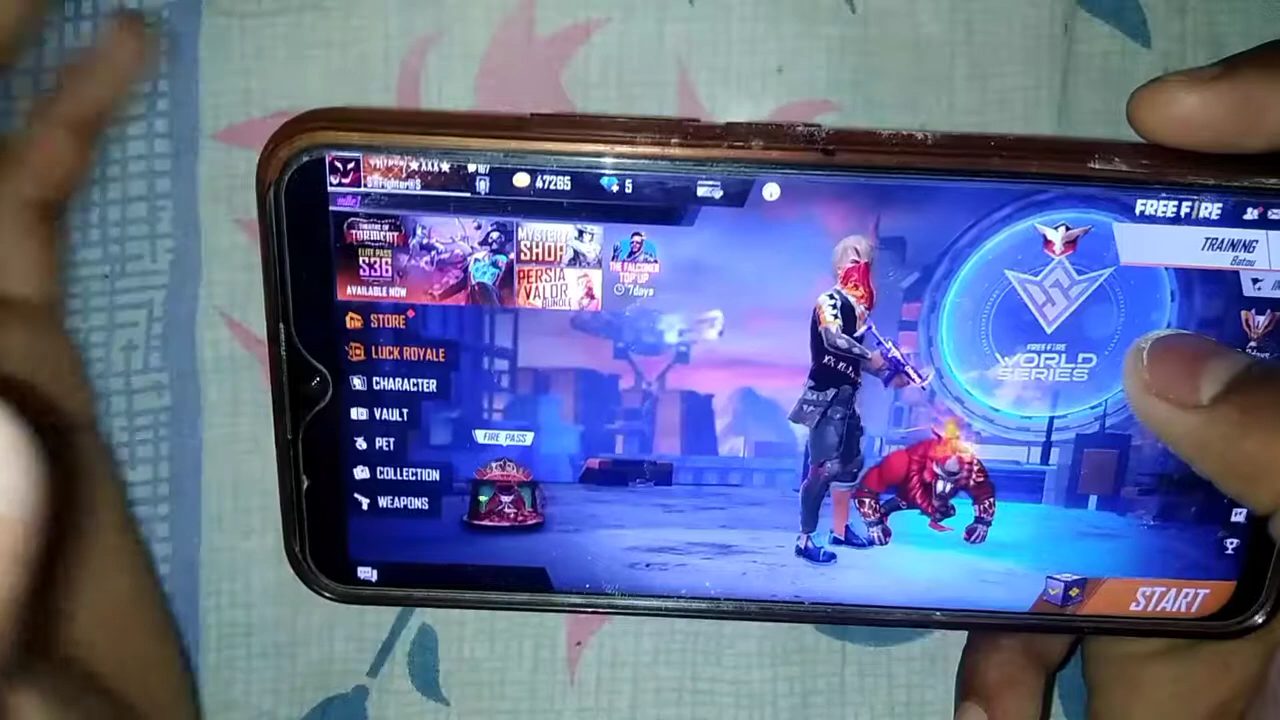 ★XXX★
47265
5
FREE FIRE
THEATRE OF
TORMENT
ELITE PASS
S36
AVAILABLE NOW
MYSTERY
SHOP
PERSIA
VALOR
BUNDLE
THE FALCONER
TOP UP
7days
TRAINING
Batou
STORE
LUCK ROYALE
CHARACTER
VAULT
PET
COLLECTION
WEAPONS
FIRE PASS
FREE FIRE
WORLD
SERIES
START